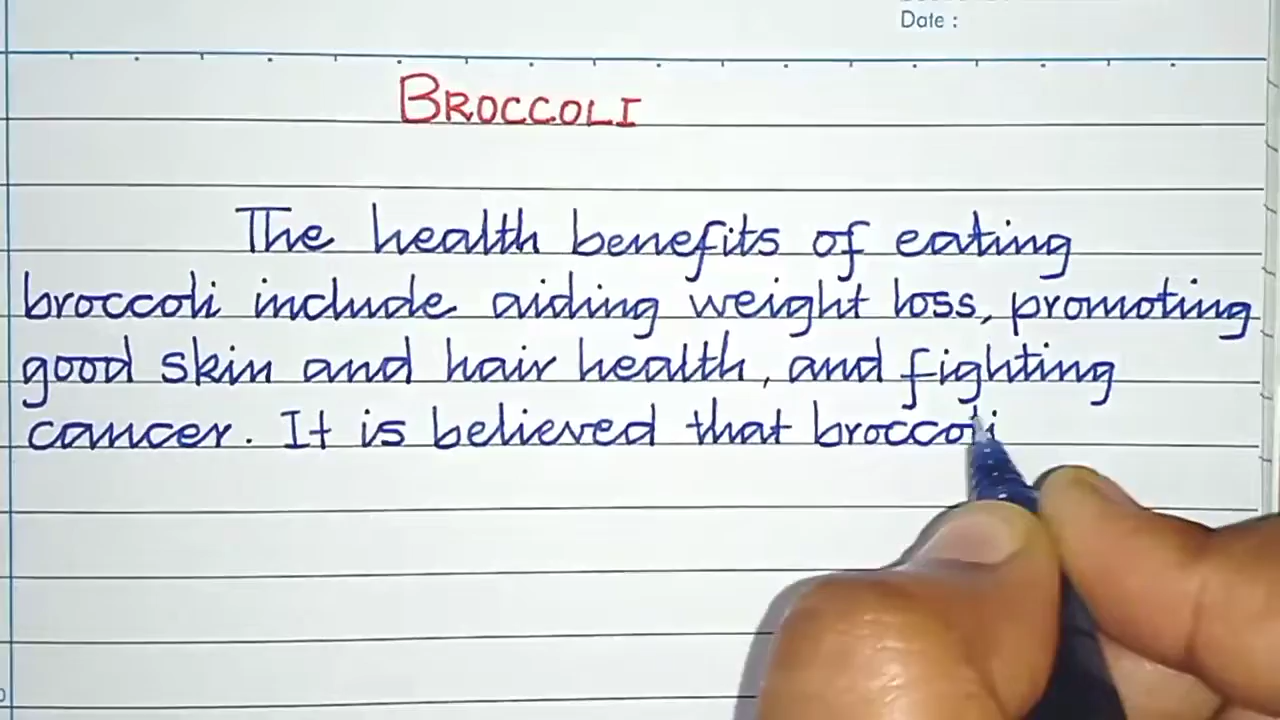 Date :
BROCCOLI
The health benefits of eating
broccoli include aiding weight loss, promoting
good skin and hair health, and fighting
cancer. It is believed that broccoli